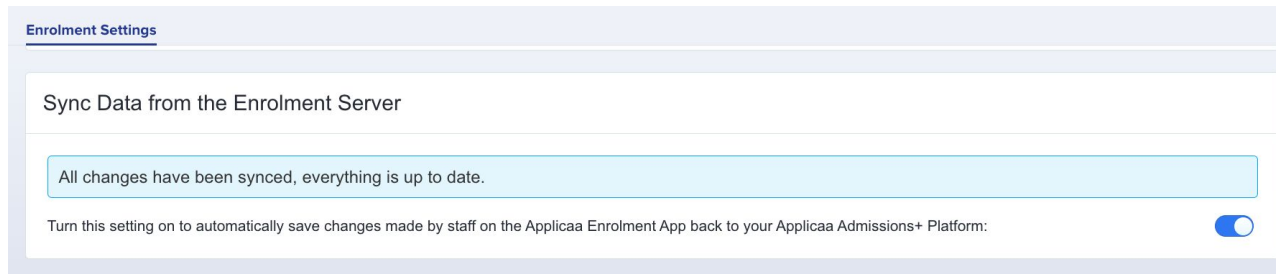 Enrolment Settings
Sync Data from the Enrolment Server
All changes have been synced, everything is up to date.
Turn this setting on to automatically save changes made by staff on the Applicaa Enrolment App back to your Applicaa Admissions+ Platform: